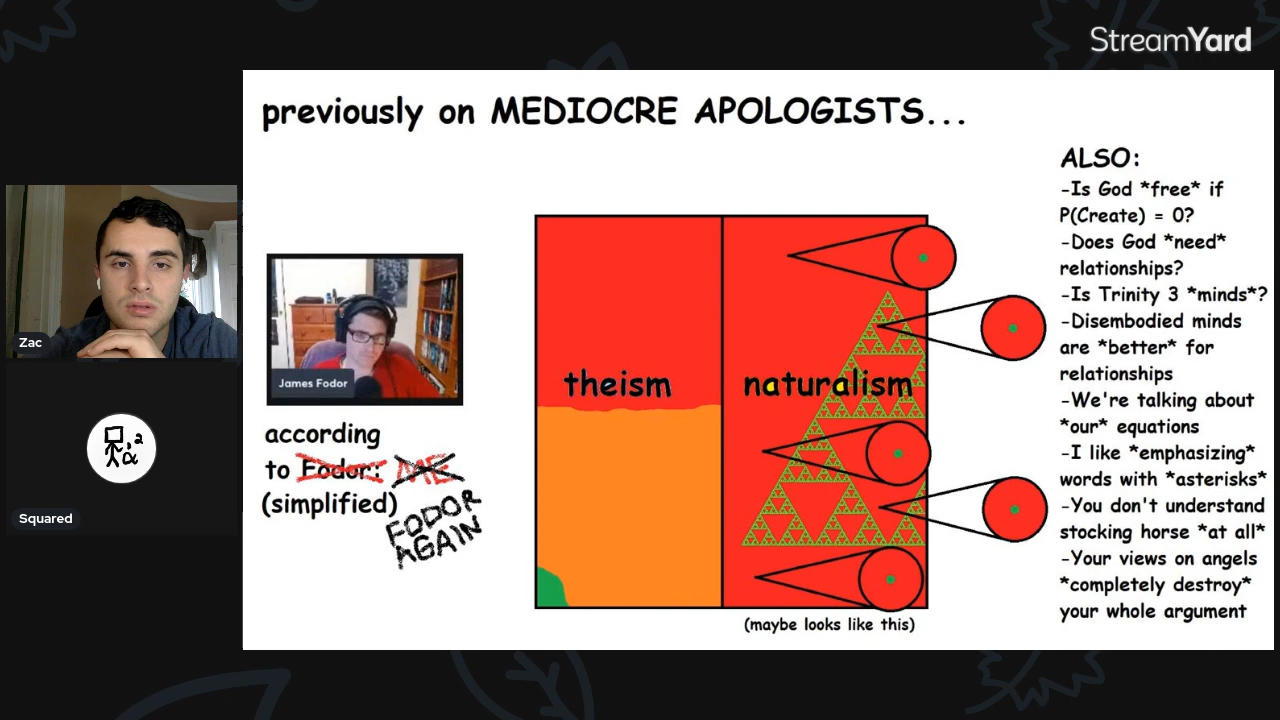 StreamYard
previously on MEDIOCRE APOLOGISTS...
ALSO:
-Is God *free* if
P(Create) = 0?
-Does God *need*
relationships?
-Is Trinity 3 *minds*?
-Disembodied minds
are *better* for
relationships
-We're talking about
*our* equations
-I like *emphasizing*
words with *asterisks*
-You don't understand
stocking horse *at all*
-Your views on angels
*completely destroy*
your whole argument
Zac
Squared
James Fodor
according
to Fodor: ME
(simplified)
FODOR
AGAIN
theism
naturalism
(maybe looks like this)